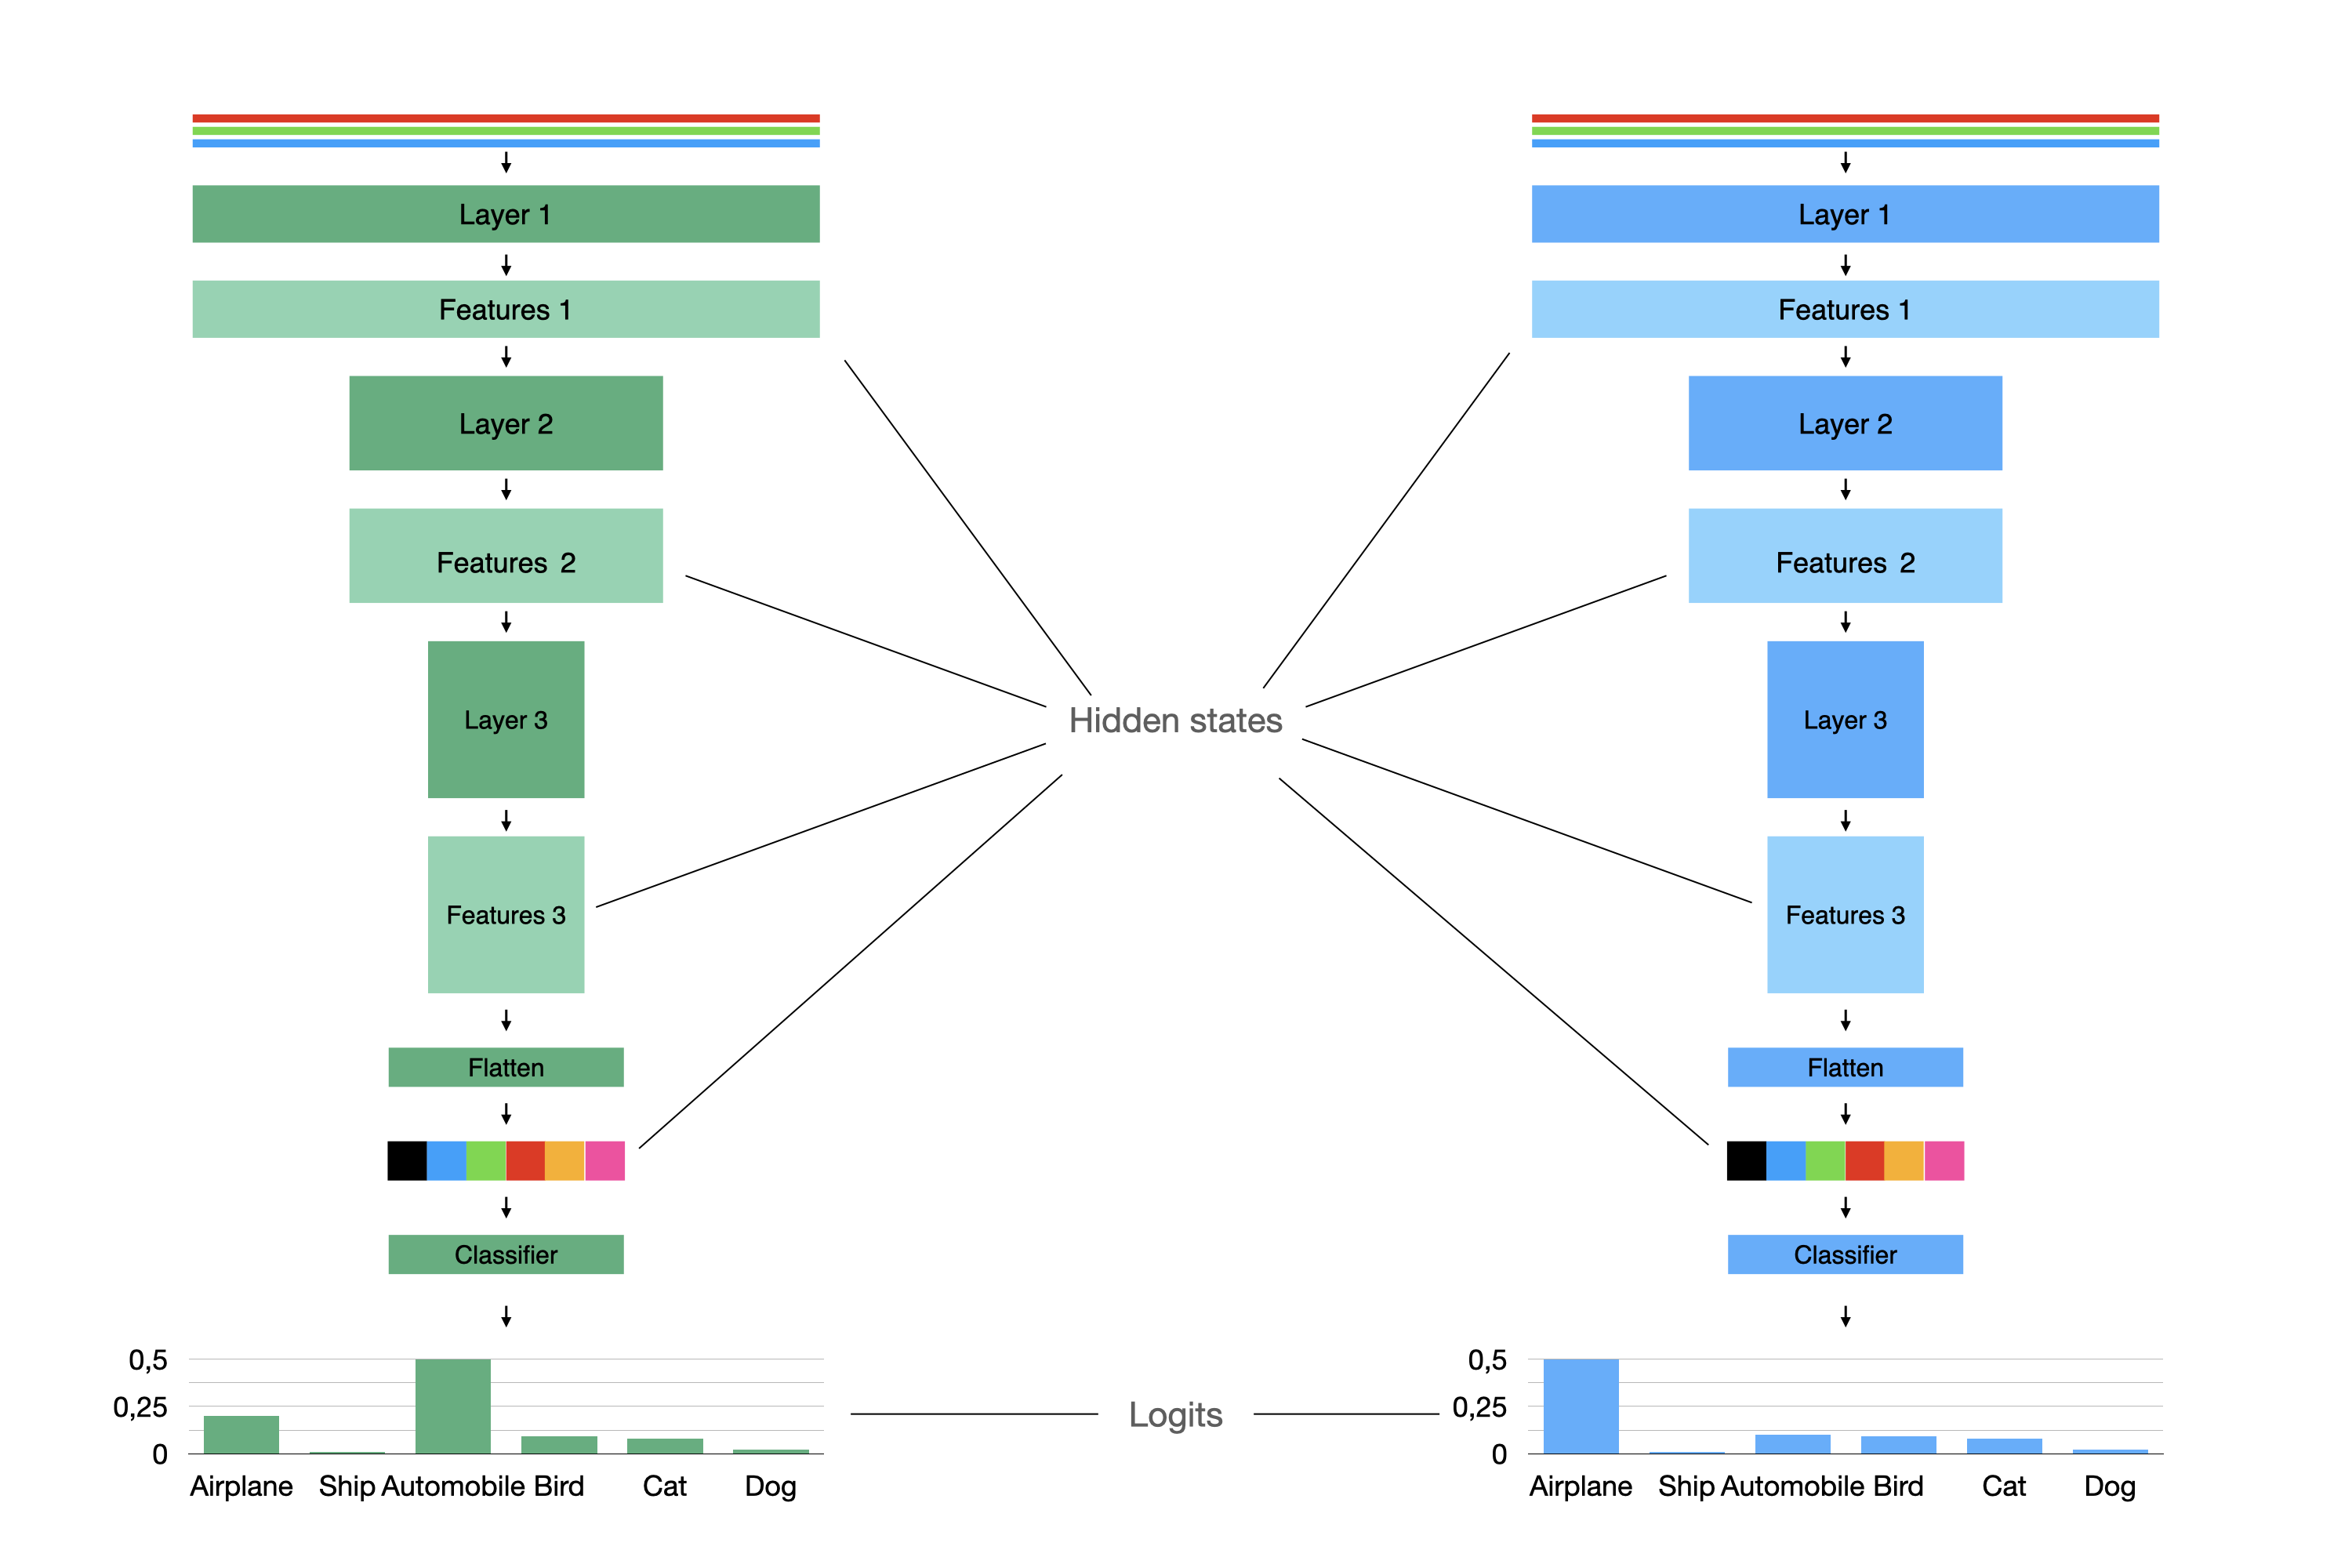 Layer 1
Features 1
Layer 2
Features 2
Layer 3
Features 3
Flatten
Classifier
0,5
0,25
0
Airplane Ship Automobile Bird Cat Dog
Hidden states
Logits
Layer 1
Features 1
Layer 2
Features 2
Layer 3
Features 3
Flatten
Classifier
0,5
0,25
0
Airplane Ship Automobile Bird Cat Dog